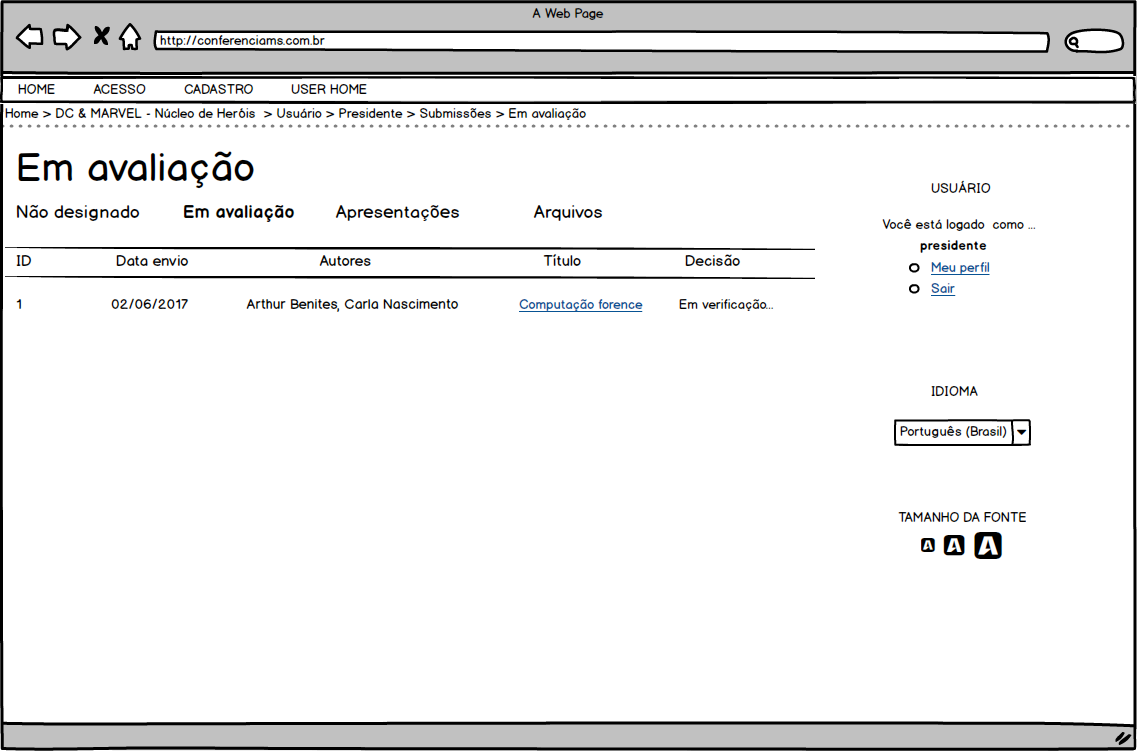 A Web Page
http://conferenciams.com.br
HOME ACESSO CADASTRO USER HOME
Home > DC & MARVEL - Núcleo de Heróis > Usuário > Presidente > Submissões > Em avaliação
Em avaliação
Não designado Em avaliação Apresentações Arquivos
ID Data envio Autores Título Decisão
1 02/06/2017 Arthur Benites, Carla Nascimento Computação forence Em verificação...
USUÁRIO
Você está logado como ...
presidente
Meu perfil
Sair
IDIOMA
Português (Brasil)
TAMANHO DA FONTE
A A A